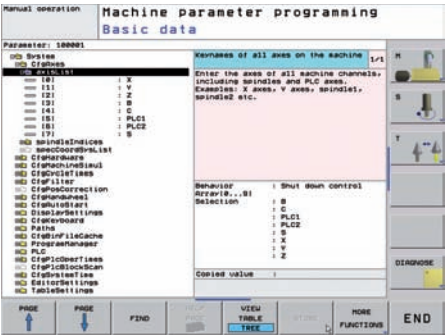 Manual operation
Machine parameter programming
Basic data
Parameter: 100001
System
CfgAxes
axisList
[0] : X
[1] : Y
[2] : Z
[3] : B
[4] : C
[5] : PLC1
[6] : PLC2
[7] : S
spindleIndices
specCoordSysList
CfgHardware
CfgMachineSimul
CfgCycleTimes
CfgFilter
CfgPosCorrection
CfgHandwheel
CfgAutoStart
DisplaySettings
CfgKeyboard
Paths
CfgBinFileCache
ProgramManager
PLC
CfgPlcOperTimes
CfgPlcBlockScan
CfgSystemTime
EditorSettings
TableSettings
Keynames of all axes on the machine
1/1
Enter the axes of all machine channels,
including spindles and PLC axes.
Examples: X axes, Y axes, spindle1,
spindle2 etc.
Behavior : Shut down control
Array[0...9]
Selection : B
: C
: PLC1
: PLC2
: S
: X
: Y
: Z
Copied value :
M
S
T
DIAGNOSE
PAGE
PAGE
FIND
VIEW
TABLE
TREE
MORE
FUNCTIONS
END